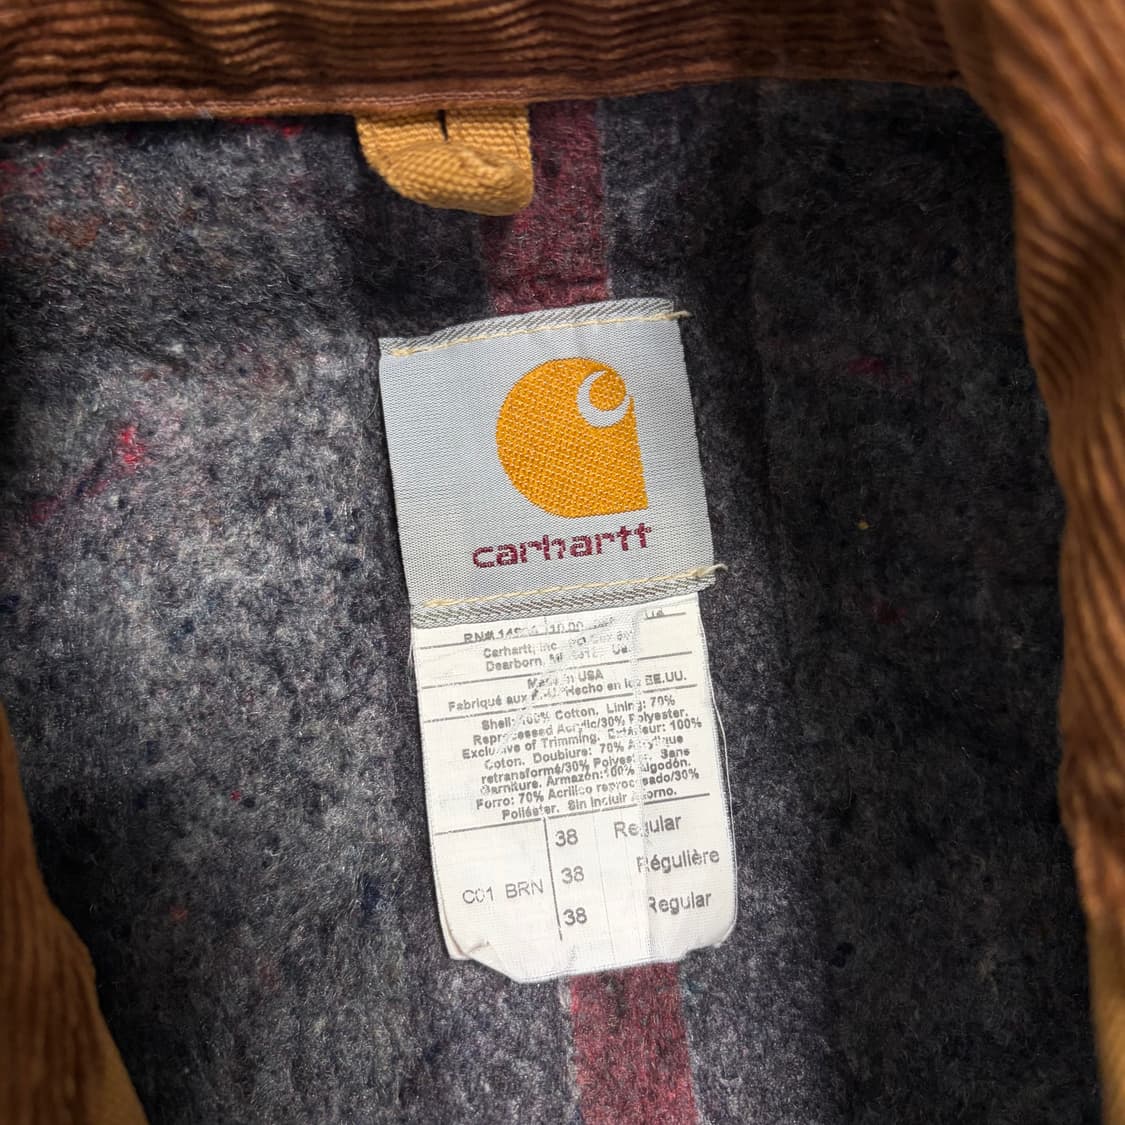 carhartt
RN#
Carhartt, Inc.
Dearborn,
in USA
Fabriqué aux Hecho en los EE.UU.
Shell: 100% Cotton. Lining: 70%
Reprocessed Acrylic/30% Polyester.
Exclusive of Trimming. Extérieur: 100%
Coton. Doublure: 70% Acrylique
retransformé/30% Polyester. Sans
Garniture. Armazón:100% Algodón.
Forro: 70% Acrilico reprocesado/30%
Poliéster. Sin Incluir Adorno.
38 Regular
38 Régulière
C01 BRN
38 Regular